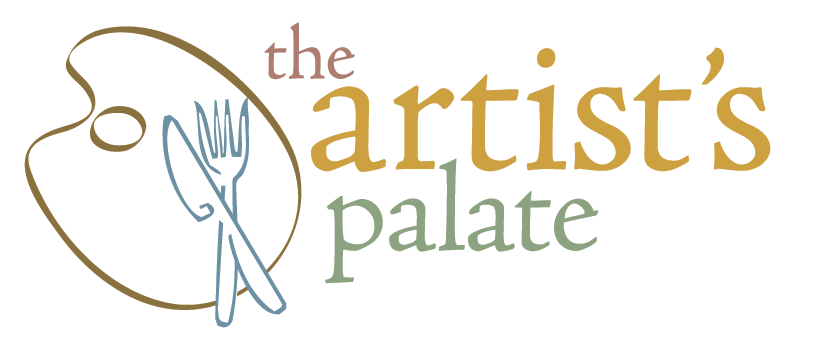 the
artist’s
palate